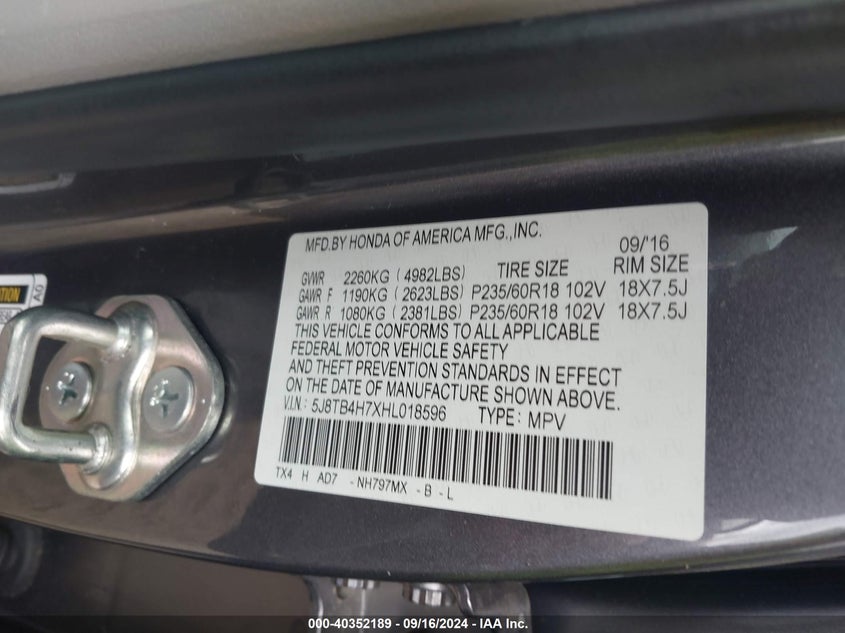 MFD.BY HONDA OF AMERICA MFG.,INC. 09/'16
GVWR 2260KG ( 4982LBS) TIRE SIZE RIM SIZE
GAWR F 1190KG ( 2623LBS) P235/60R18 102V 18X7.5J
GAWR R 1080KG ( 2381LBS) P235/60R18 102V 18X7.5J
THIS VEHICLE CONFORMS TO ALL APPLICABLE
FEDERAL MOTOR VEHICLE SAFETY
AND THEFT PREVENTION STANDARDS IN EFFECT
ON THE DATE OF MANUFACTURE SHOWN ABOVE.
V.I.N.: 5J8TB4H7XHL018596 TYPE: MPV
TX4 H AD7 - NH797MX - B - L
AD
000-40352189 - 09/16/2024 - IAA Inc.